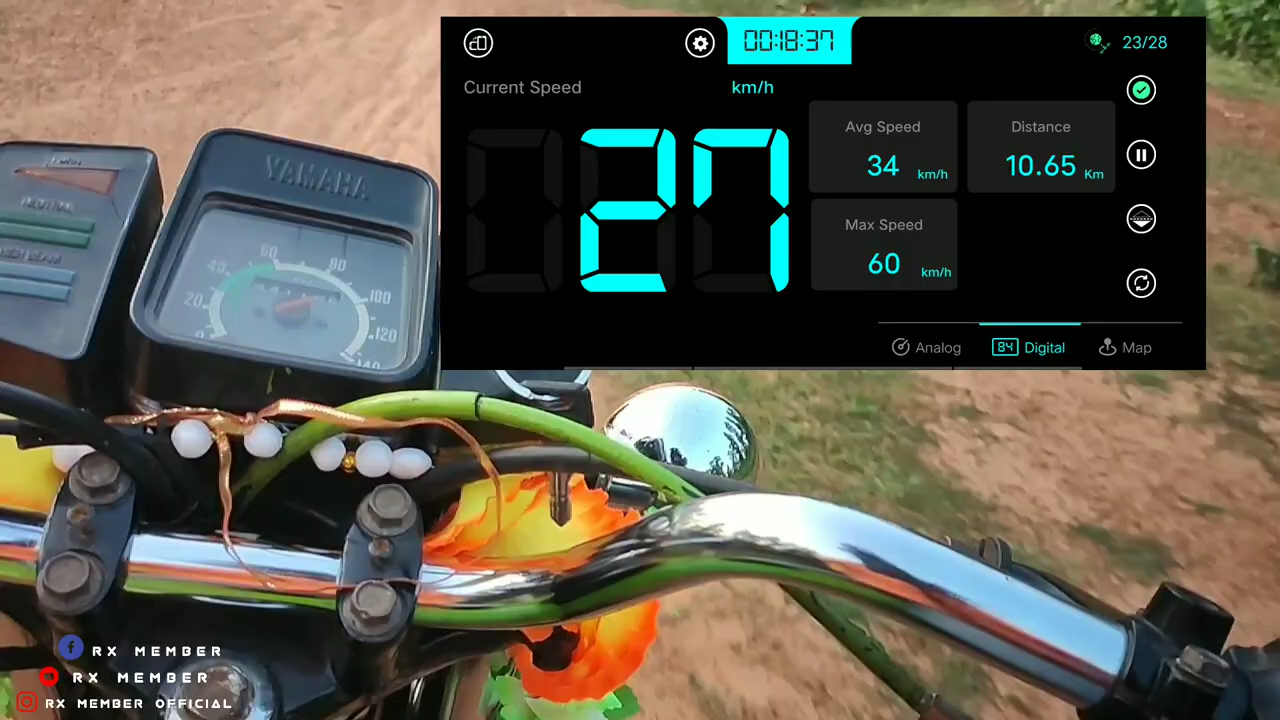 00:18:37
23/28
Current Speed
km/h
27
Avg Speed
34 km/h
Distance
10.65 Km
Max Speed
60 km/h
84
Analog
Digital
Map
YAMAHA
NEUTRAL
20
40
60
80
100
120
140
RX MEMBER
RX MEMBER
RX MEMBER OFFICIAL